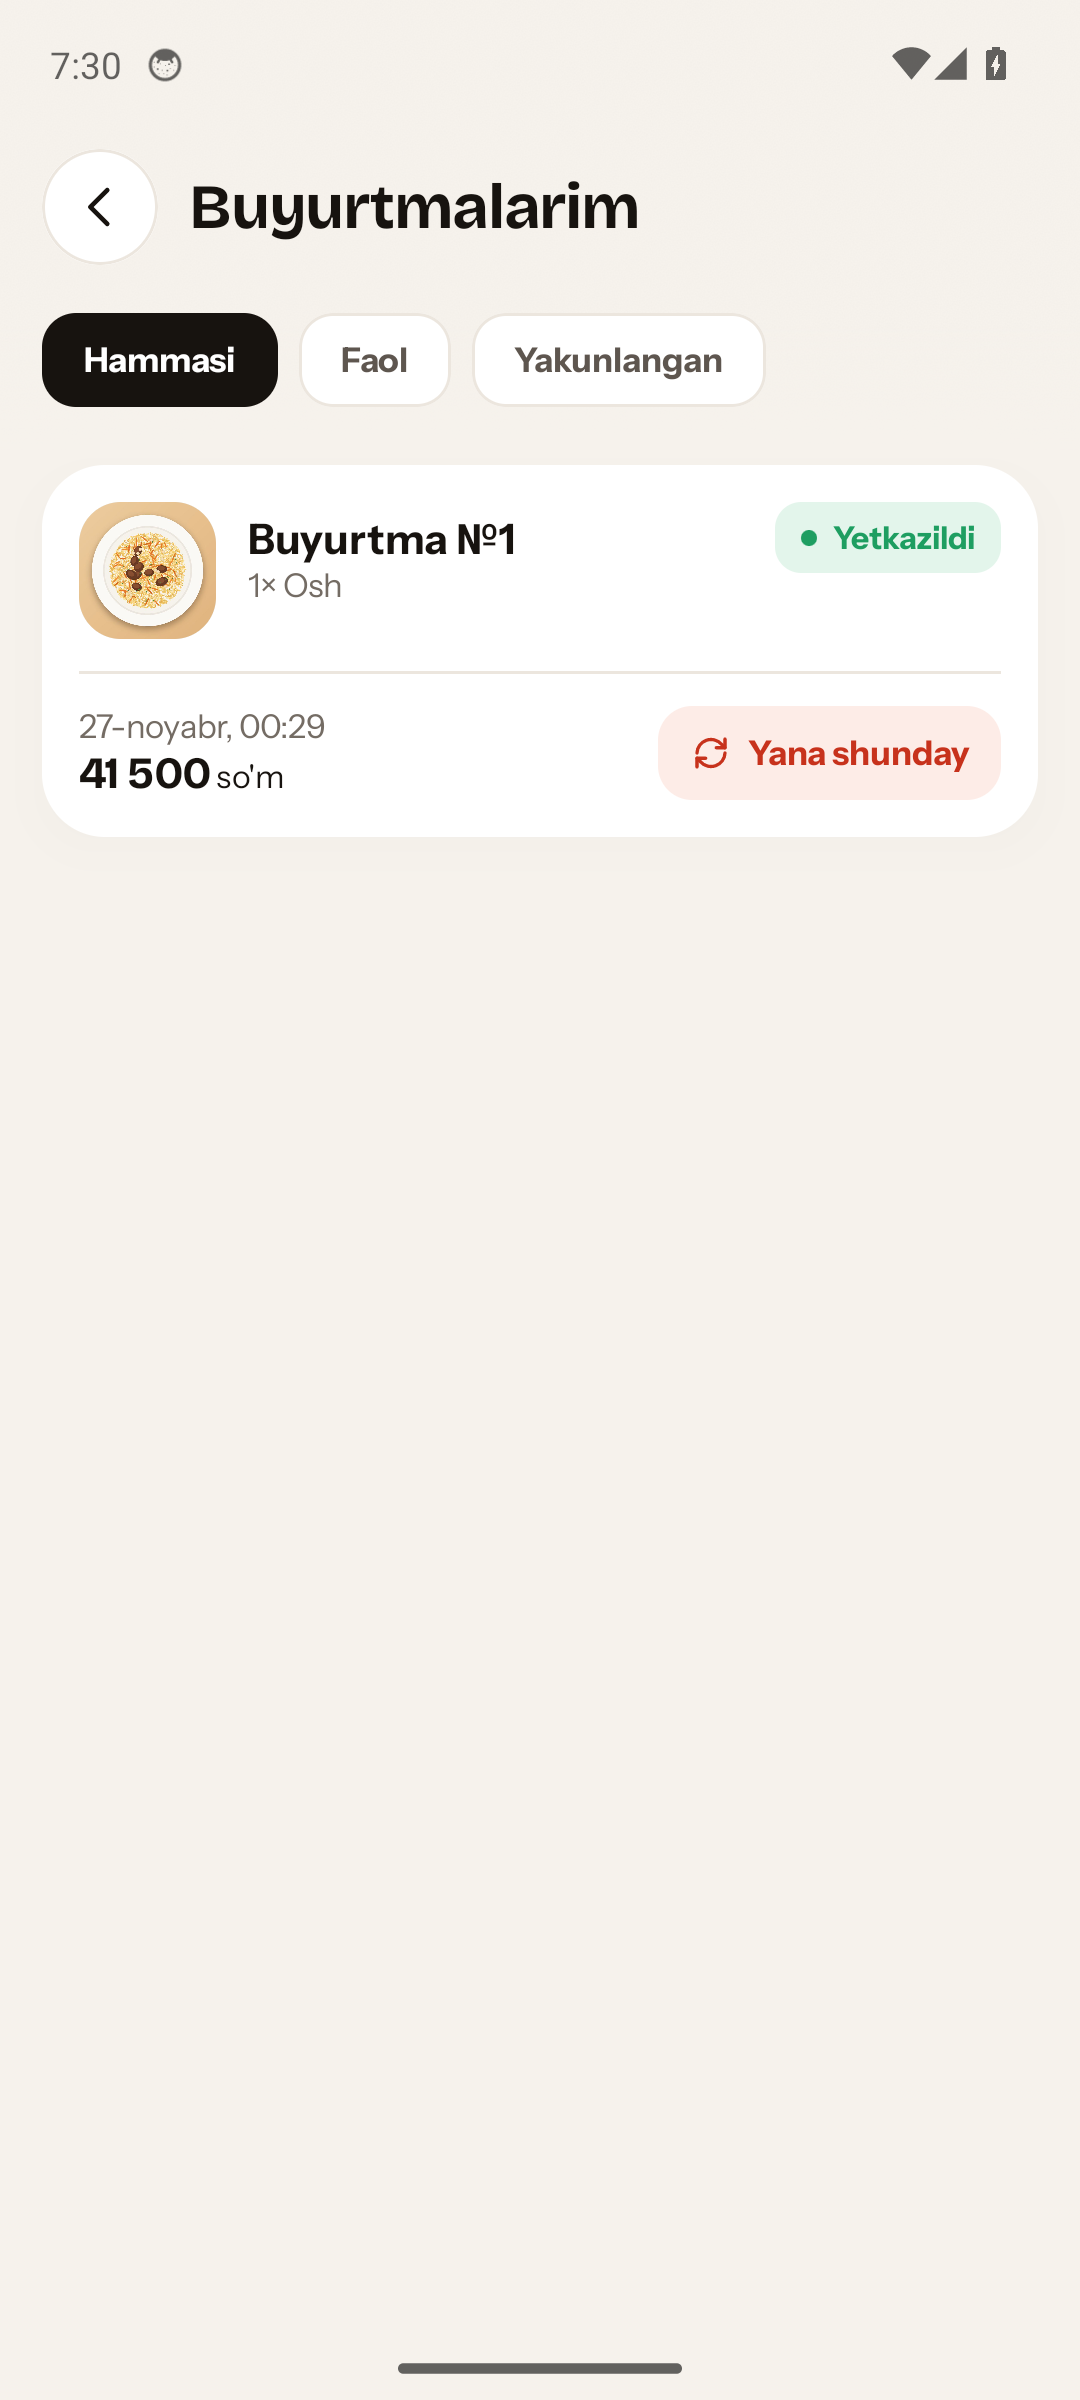 7:30
Buyurtmalarim
Hammasi
Faol
Yakunlangan
Buyurtma №1
Yetkazildi
1× Osh
27-noyabr, 00:29
41 500 so'm
Yana shunday